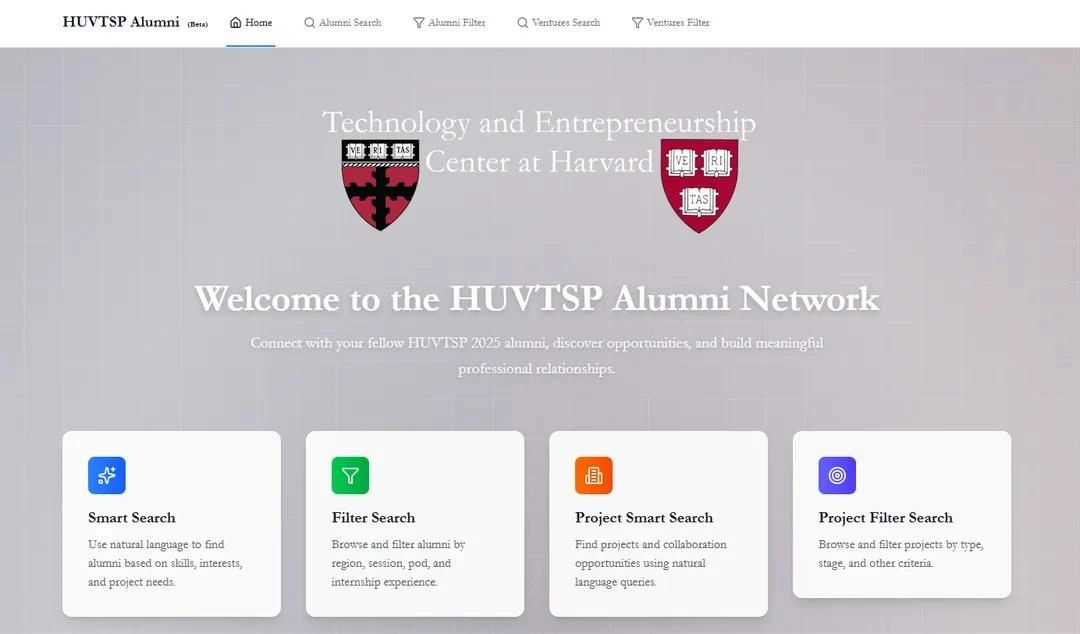 HUVTSP Alumni (Beta) Home Alumni Search Alumni Filter Ventures Search Ventures Filter
Technology and Entrepreneurship
Center at Harvard
VE RI TAS
VE RI
TAS
Welcome to the HUVTSP Alumni Network
Connect with your fellow HUVTSP 2025 alumni, discover opportunities, and build meaningful
professional relationships.
Smart Search
Use natural language to find
alumni based on skills, interests,
and project needs.
Filter Search
Browse and filter alumni by
region, session, pod, and
internship experience.
Project Smart Search
Find projects and collaboration
opportunities using natural
language queries.
Project Filter Search
Browse and filter projects by type,
stage, and other criteria.